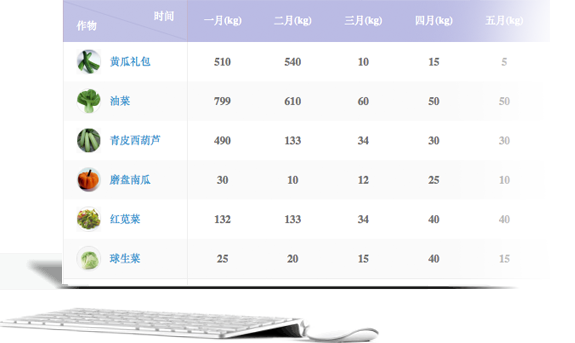 时间
作物
一月(kg) 二月(kg) 三月(kg) 四月(kg) 五月(kg)
黄瓜礼包 510 540 10 15 5
油菜 799 610 60 50 50
青皮西葫芦 490 133 34 30 30
磨盘南瓜 30 10 12 25 10
红苋菜 132 133 34 40 40
球生菜 25 20 15 40 15